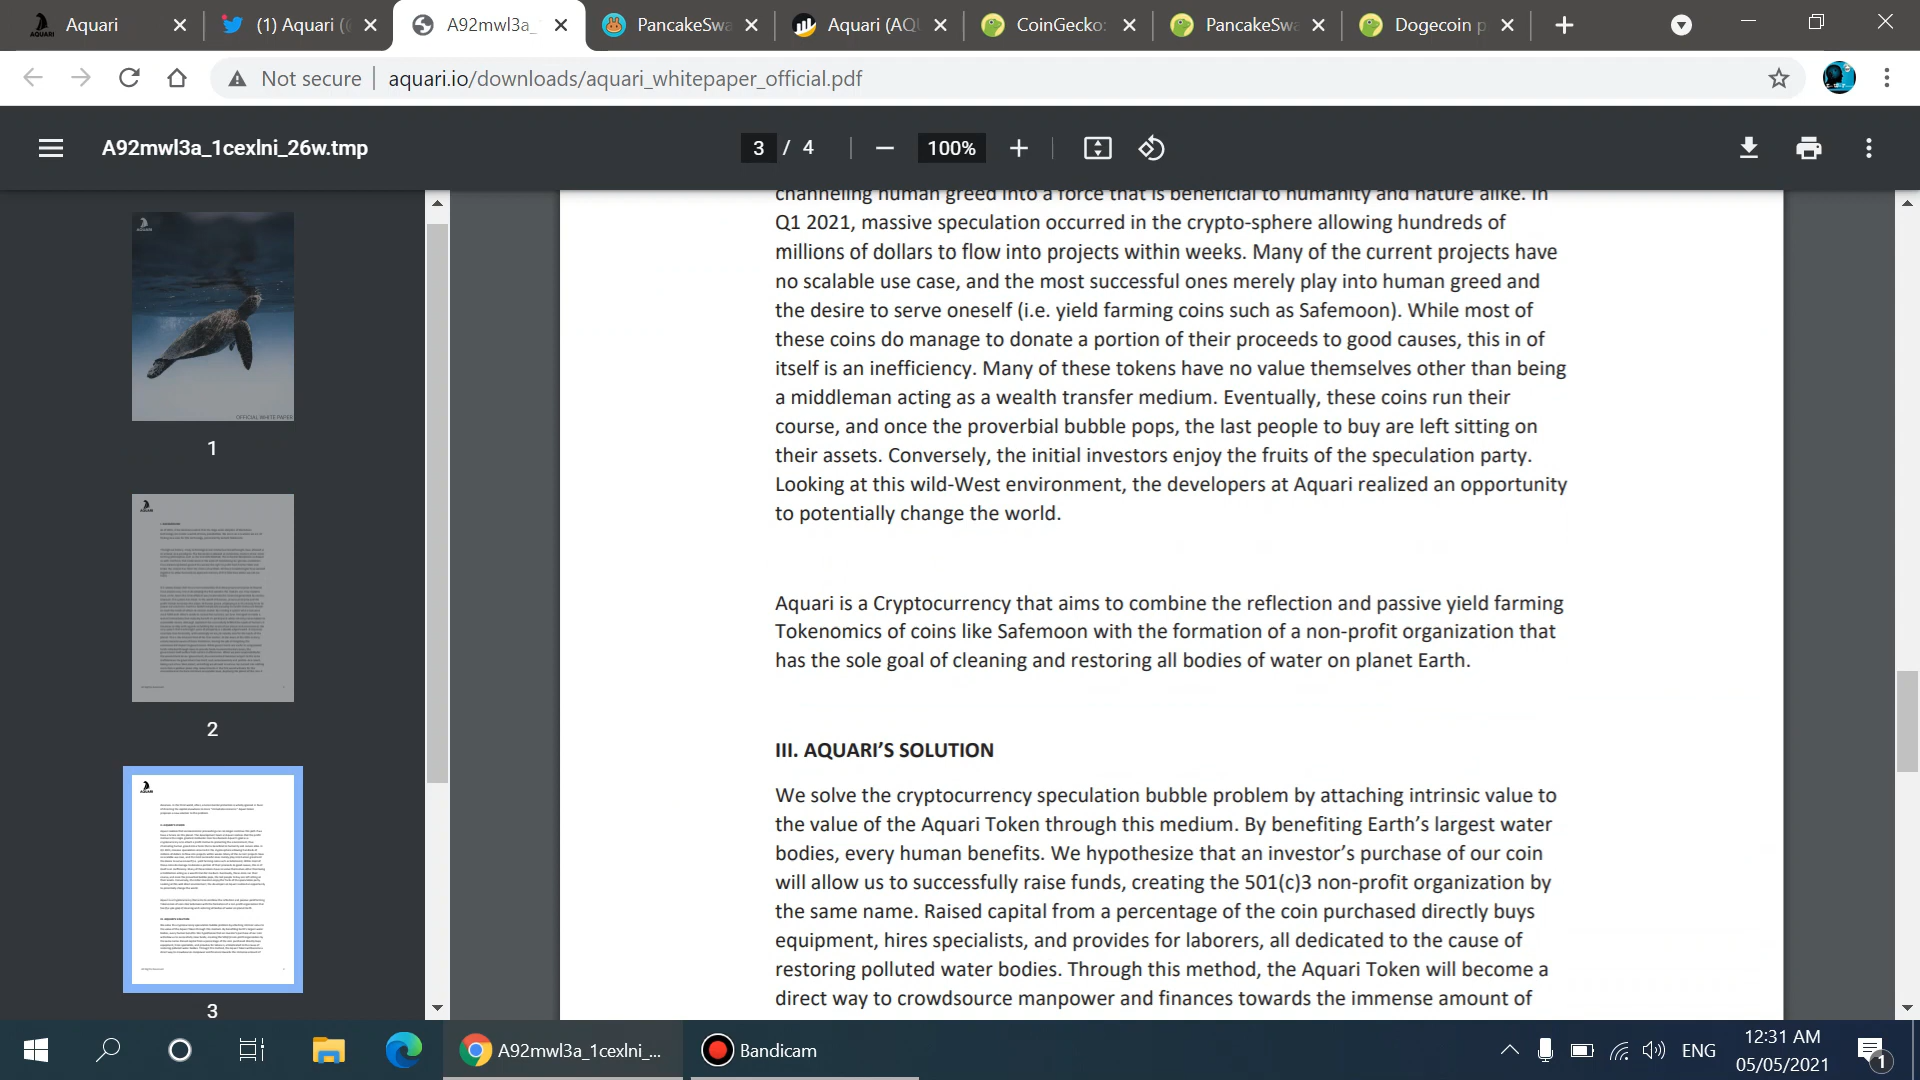 Aquari
(1) Aquari (
A92mwl3a_
PancakeSwa
Aquari (AQU
CoinGecko:
PancakeSwa
Dogecoin p
Not secure
aquari.io/downloads/aquari_whitepaper_official.pdf
A92mwl3a_1cexlni_26w.tmp
3 / 4
100%
channeling human greed into a force that is beneficial to humanity and nature alike. In
Q1 2021, massive speculation occurred in the crypto-sphere allowing hundreds of
millions of dollars to flow into projects within weeks. Many of the current projects have
no scalable use case, and the most successful ones merely play into human greed and
the desire to serve oneself (i.e. yield farming coins such as Safemoon). While most of
these coins do manage to donate a portion of their proceeds to good causes, this in of
itself is an inefficiency. Many of these tokens have no value themselves other than being
a middleman acting as a wealth transfer medium. Eventually, these coins run their
course, and once the proverbial bubble pops, the last people to buy are left sitting on
their assets. Conversely, the initial investors enjoy the fruits of the speculation party.
Looking at this wild-West environment, the developers at Aquari realized an opportunity
to potentially change the world.
Aquari is a Cryptocurrency that aims to combine the reflection and passive yield farming
Tokenomics of coins like Safemoon with the formation of a non-profit organization that
has the sole goal of cleaning and restoring all bodies of water on planet Earth.
III. AQUARI'S SOLUTION
We solve the cryptocurrency speculation bubble problem by attaching intrinsic value to
the value of the Aquari Token through this medium. By benefiting Earth's largest water
bodies, every human benefits. We hypothesize that an investor's purchase of our coin
will allow us to successfully raise funds, creating the 501(c)3 non-profit organization by
the same name. Raised capital from a percentage of the coin purchased directly buys
equipment, hires specialists, and provides for laborers, all dedicated to the cause of
restoring polluted water bodies. Through this method, the Aquari Token will become a
direct way to crowdsource manpower and finances towards the immense amount of
AQUARI
OFFICIAL WHITE PAPER
1
AQUARI
2
AQUARI
3
A92mwl3a_1cexlni_...
Bandicam
ENG
12:31 AM
05/05/2021
1